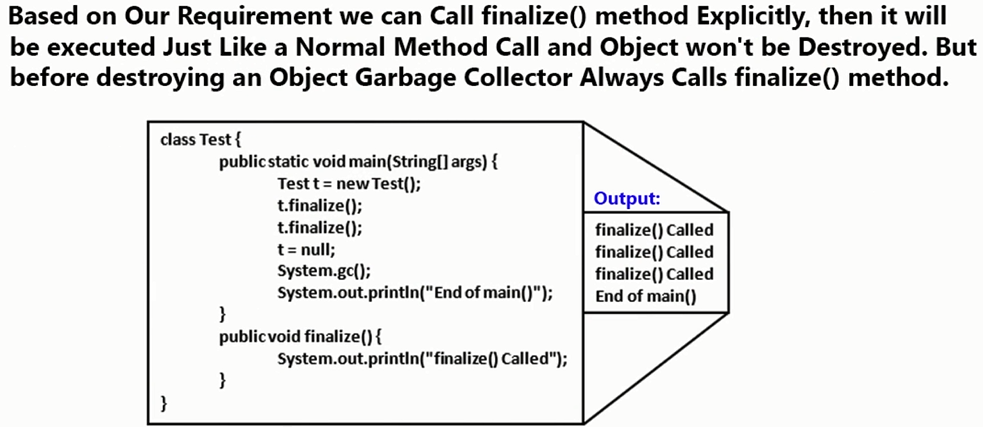 Based on Our Requirement we can Call finalize() method Explicitly, then it will
be executed Just Like a Normal Method Call and Object won't be Destroyed. But
before destroying an Object Garbage Collector Always Calls finalize() method.
class Test {
public static void main(String[] args) {
Test t = new Test();
t.finalize();
t.finalize();
t = null;
System.gc();
System.out.println("End of main()");
}
public void finalize() {
System.out.println("finalize() Called");
}
}
Output:
finalize() Called
finalize() Called
finalize() Called
End of main()